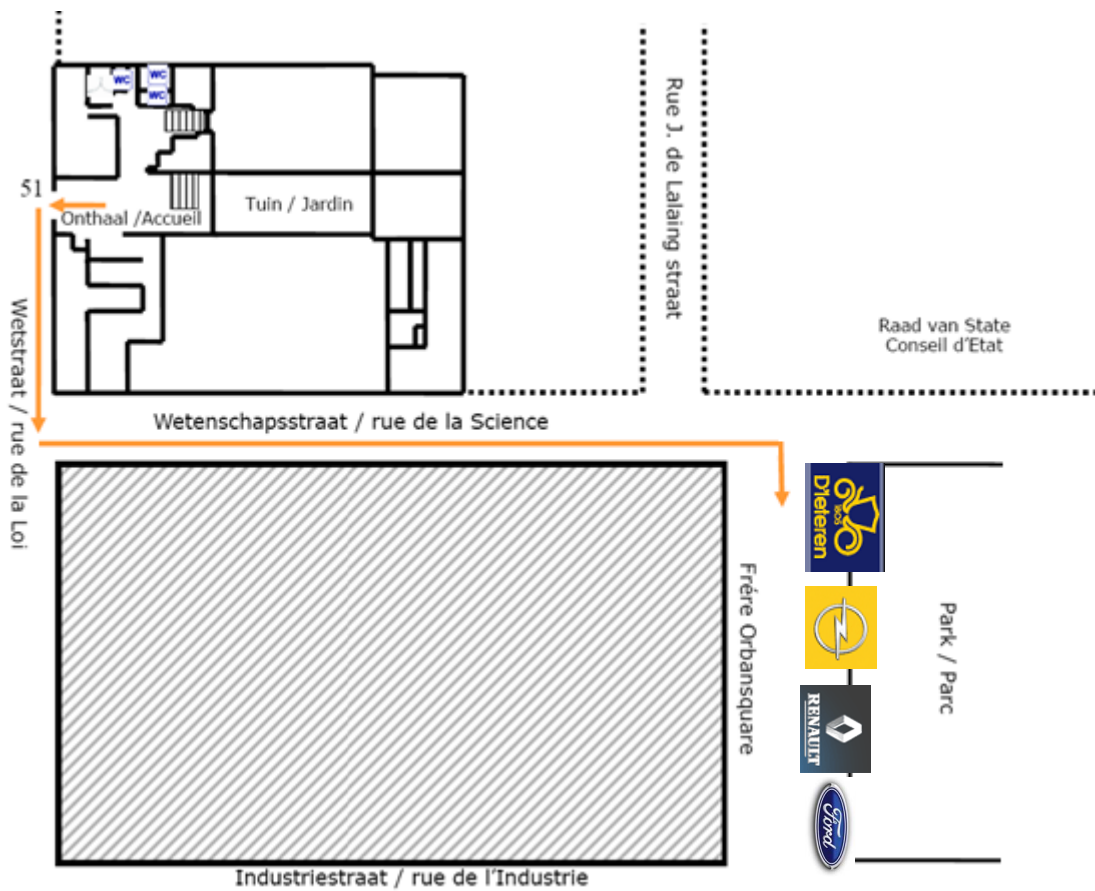 WC
WC
WC
51
Onthaal /Accueil
Tuin / Jardin
Rue J. de Lalaing straat
Raad van State
Conseil d'Etat
Wetstraat / rue de la Loi
Wetenschapsstraat / rue de la Science
Frére Orbansquare
1805
D'Ieteren
RENAULT
Ford
Park / Parc
Industriestraat / rue de l'Industrie